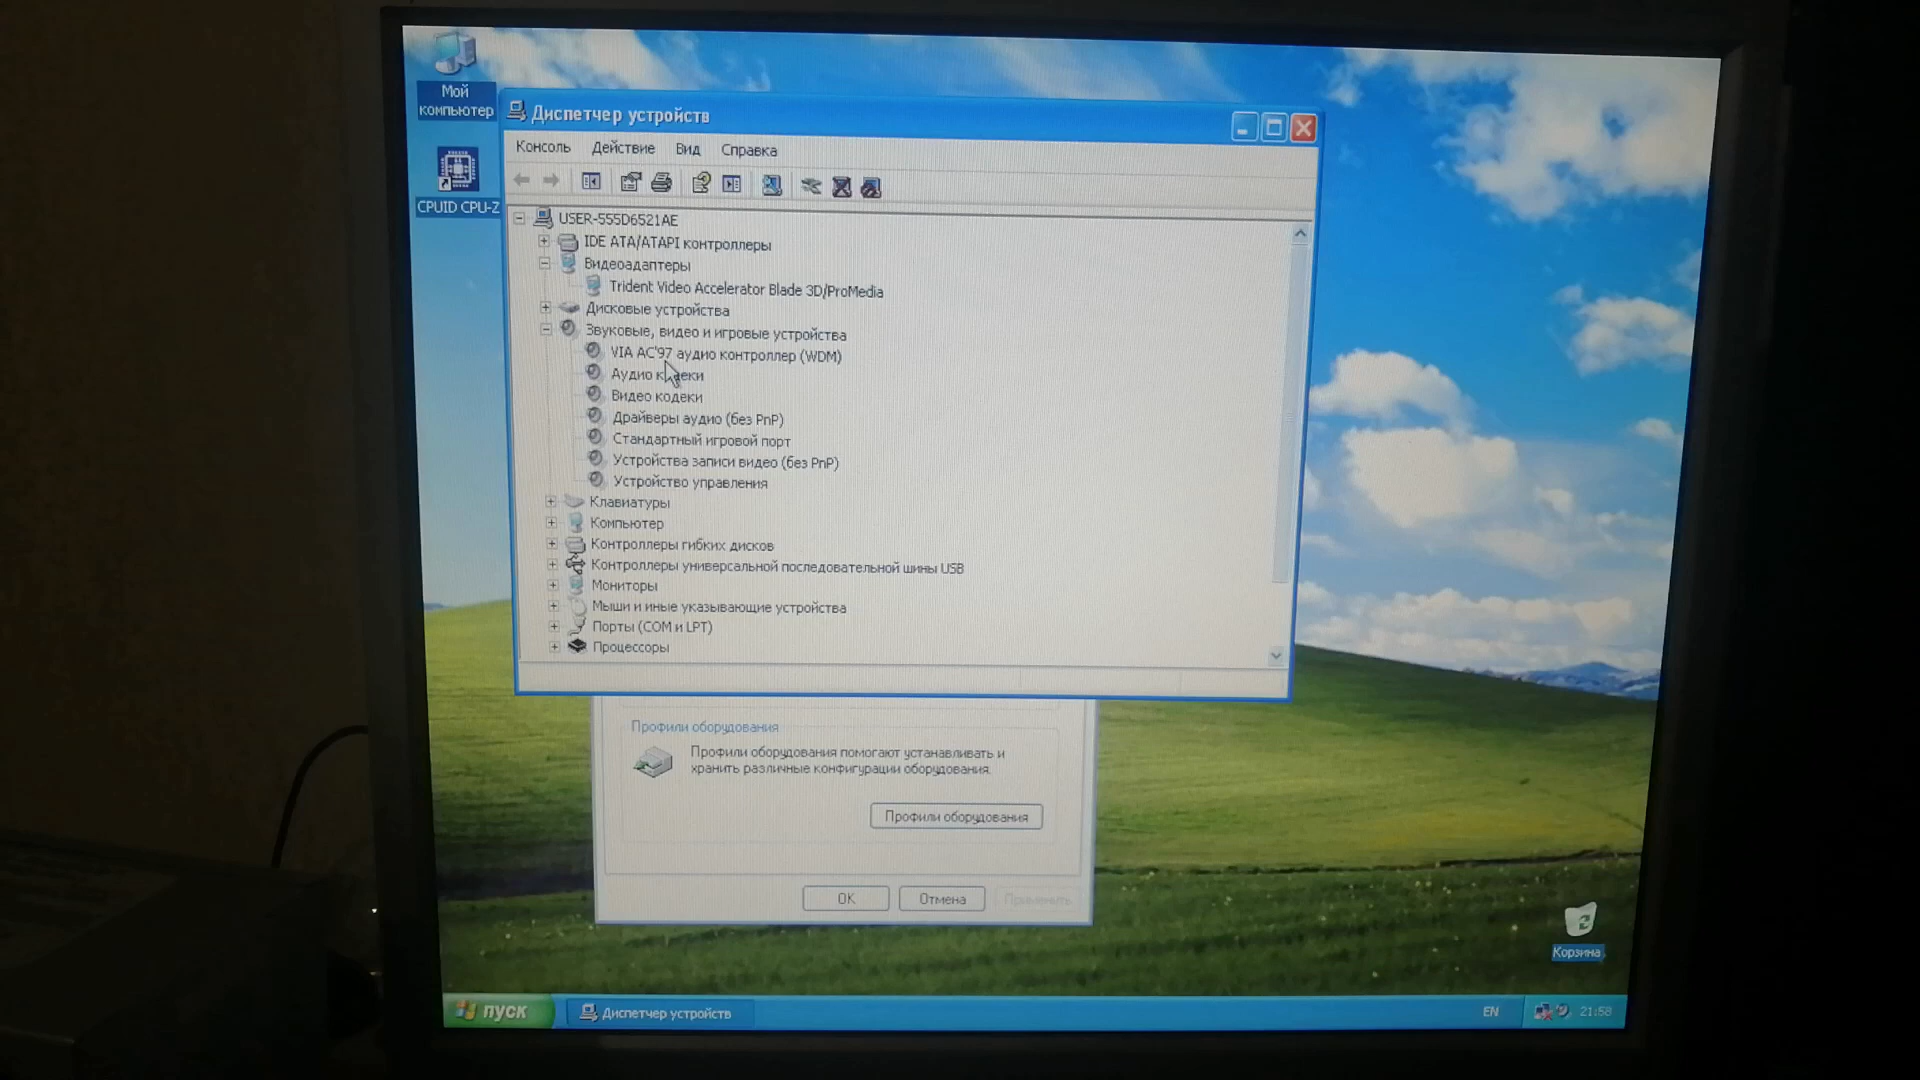 Мой
компьютер
CPUID CPU-Z
Диспетчер устройств
Консоль Действие Вид Справка
USER-555D6521AE
IDE ATA/ATAPI контроллеры
Видеоадаптеры
Trident Video Accelerator Blade 3D/ProMedia
Дисковые устройства
Звуковые, видео и игровые устройства
VIA AC'97 аудио контроллер (WDM)
Аудио кодеки
Видео кодеки
Драйверы аудио (без PnP)
Стандартный игровой порт
Устройства записи видео (без PnP)
Устройство управления
Клавиатуры
Компьютер
Контроллеры гибких дисков
Контроллеры универсальной последовательной шины USB
Мониторы
Мыши и иные указывающие устройства
Порты (COM и LPT)
Процессоры
Профили оборудования
Профили оборудования помогают устанавливать и
хранить различные конфигурации оборудования.
Профили оборудования
OK Отмена Применить
Корзина
пуск Диспетчер устройств EN 21:58